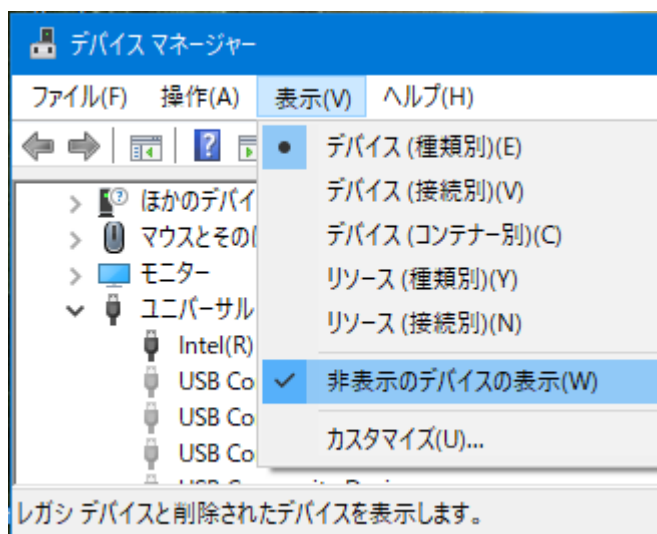 デバイス マネージャー
ファイル(F) 操作(A) 表示(V) ヘルプ(H)
デバイス (種類別)(E)
デバイス (接続別)(V)
デバイス (コンテナー別)(C)
リソース (種類別)(Y)
リソース (接続別)(N)
非表示のデバイスの表示(W)
カスタマイズ(U)...
ほかのデバイ
マウスとその
モニター
ユニバーサル
Intel(R)
USB Co
USB Co
USB Co
レガシ デバイスと削除されたデバイスを表示します。